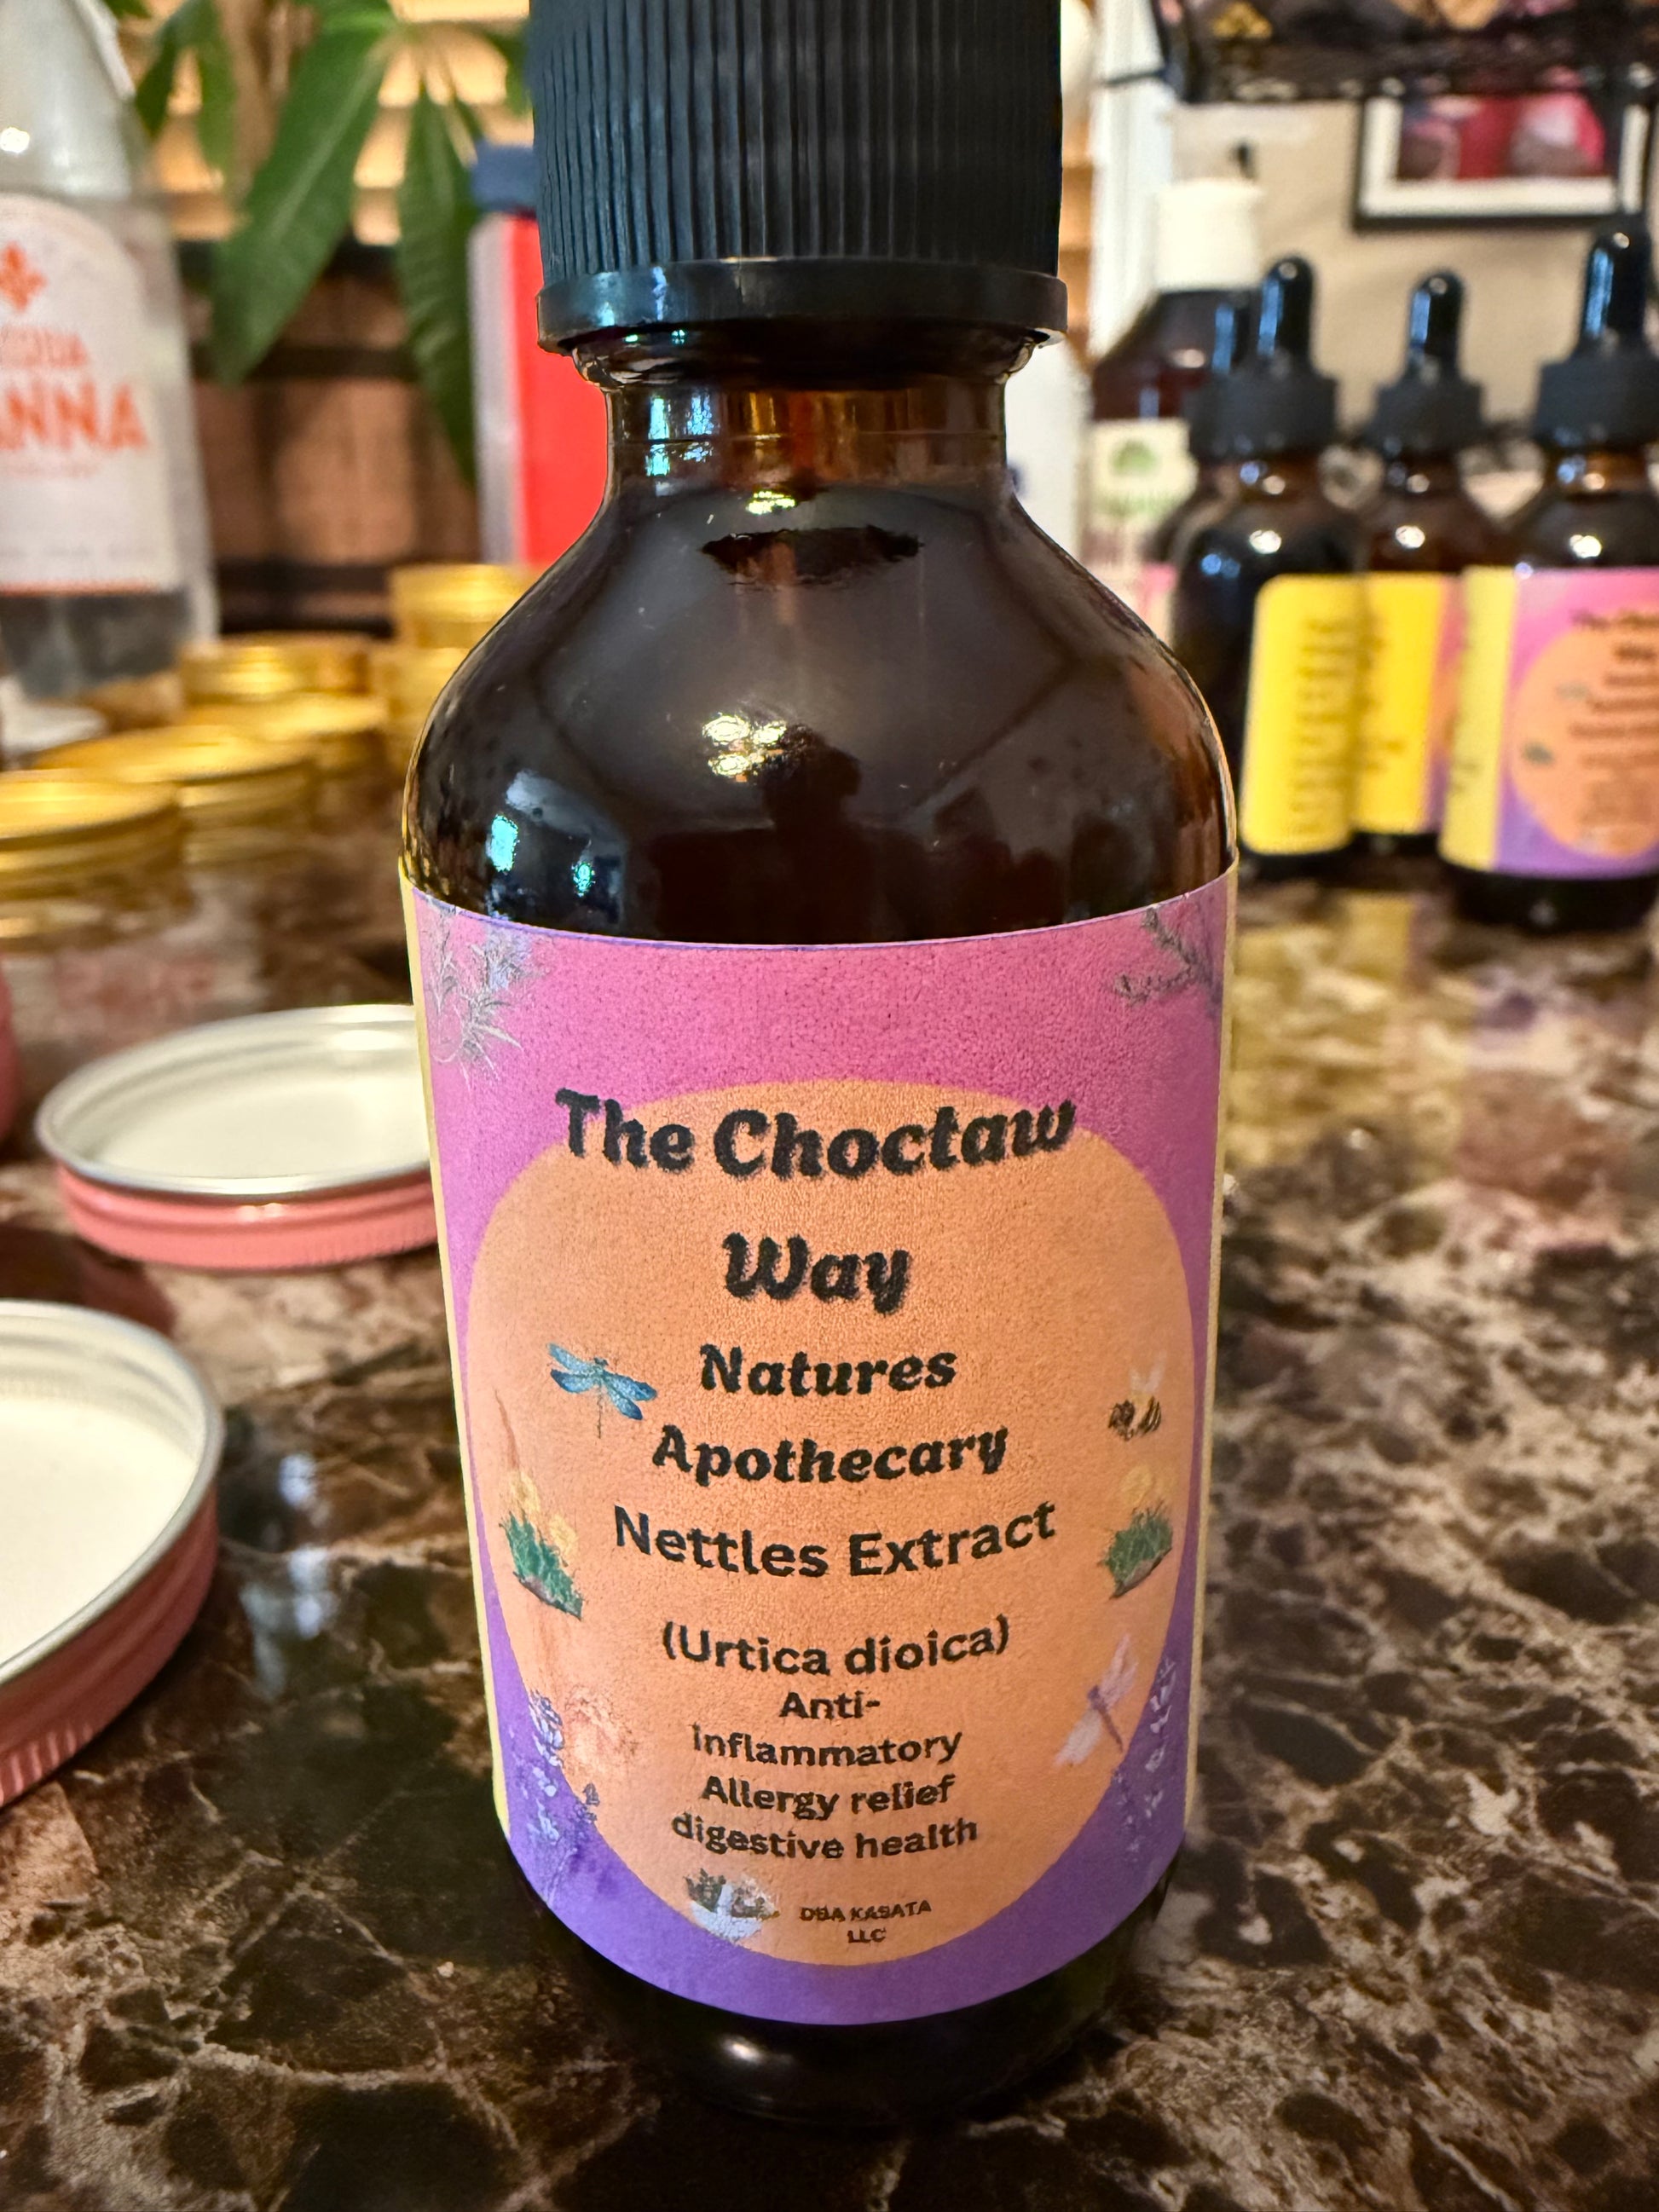 The Choctaw
Way
Natures
Apothecary
Nettles Extract
(Urtica dioica)
Anti-
inflammatory
Allergy relief
digestive health
DBA KASATA
LLC